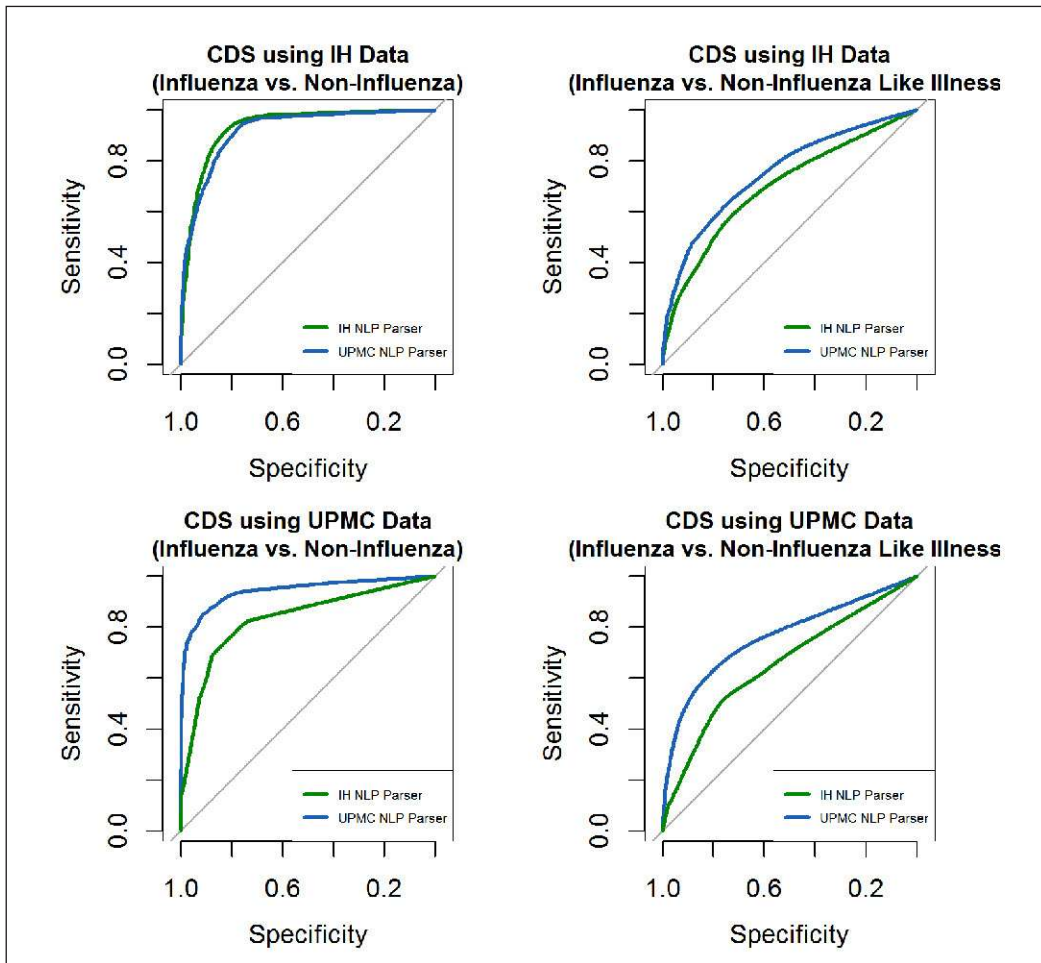 CDS using IH Data
(Influenza vs. Non-Influenza)
Sensitivity
0.8
0.4
0.0
IH NLP Parser
UPMC NLP Parser
1.0 0.6 0.2
Specificity
CDS using IH Data
(Influenza vs. Non-Influenza Like Illness
Sensitivity
0.8
0.4
0.0
IH NLP Parser
UPMC NLP Parser
1.0 0.6 0.2
Specificity
CDS using UPMC Data
(Influenza vs. Non-Influenza)
Sensitivity
0.8
0.4
0.0
IH NLP Parser
UPMC NLP Parser
1.0 0.6 0.2
Specificity
CDS using UPMC Data
(Influenza vs. Non-Influenza Like Illness
Sensitivity
0.8
0.4
0.0
IH NLP Parser
UPMC NLP Parser
1.0 0.6 0.2
Specificity